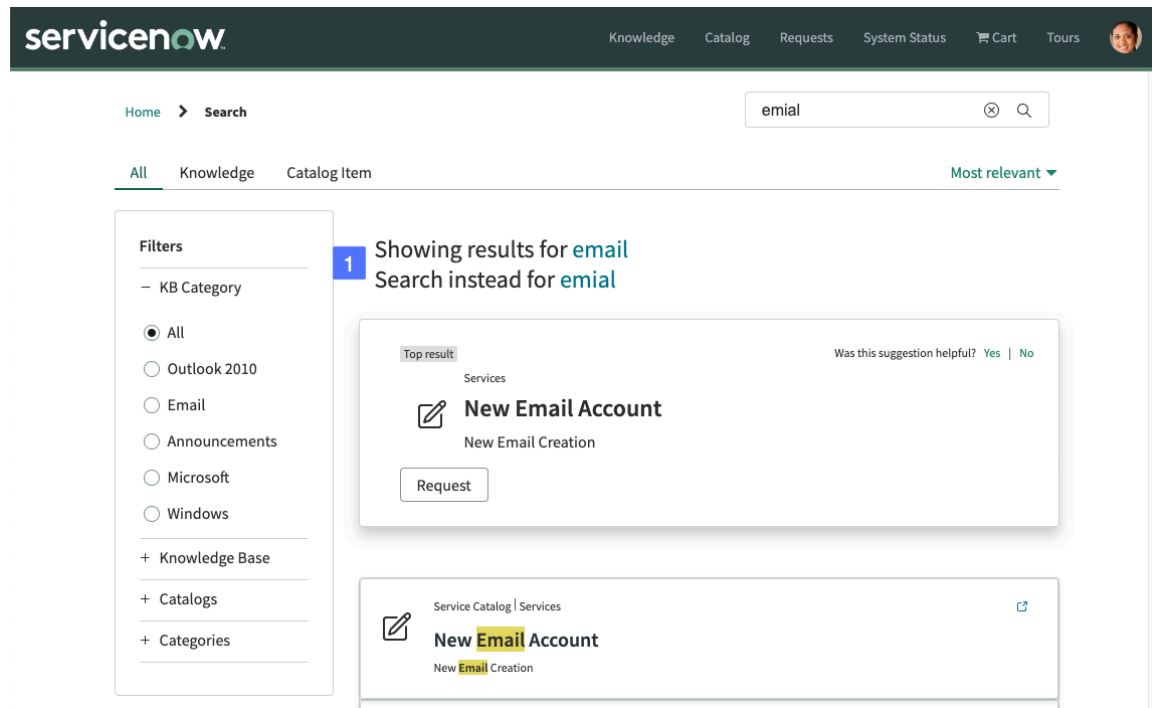 servicenow
Knowledge Catalog Requests System Status Cart Tours
Home Search
emial
All Knowledge Catalog Item
Most relevant
Filters
KB Category
All
Outlook 2010
Email
Announcements
Microsoft
Windows
+ Knowledge Base
+ Catalogs
+ Categories
1
Showing results for email
Search instead for emial
Top result
Was this suggestion helpful? Yes | No
Services
New Email Account
New Email Creation
Request
Service Catalog | Services
New Email Account
New Email Creation